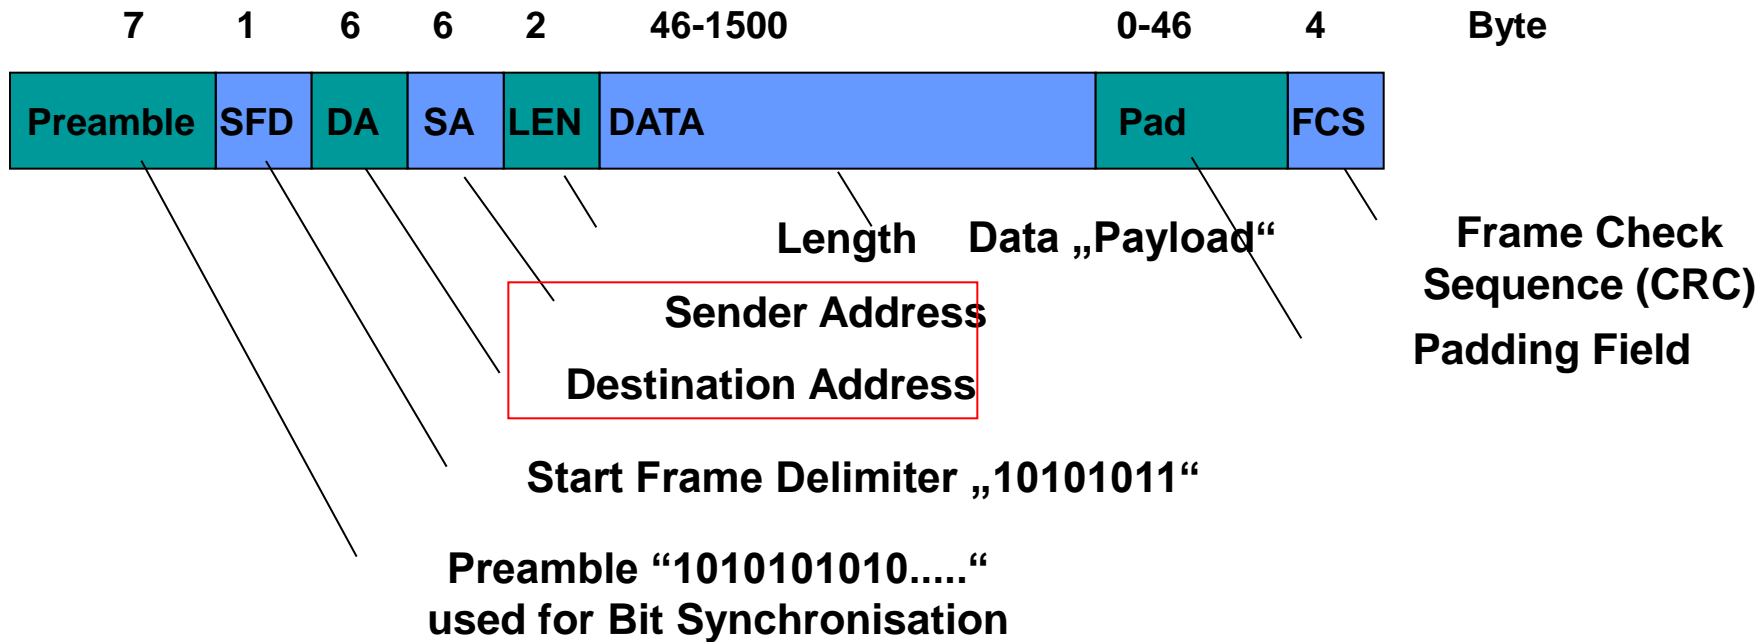 7 1 6 6 2 46-1500 0-46 4 Byte
Preamble SFD DA SA LEN DATA Pad FCS
Length Data „Payload“ Frame Check
Sequence (CRC)
Sender Address
Padding Field
Destination Address
Start Frame Delimiter „10101011“
Preamble “1010101010.....“
used for Bit Synchronisation